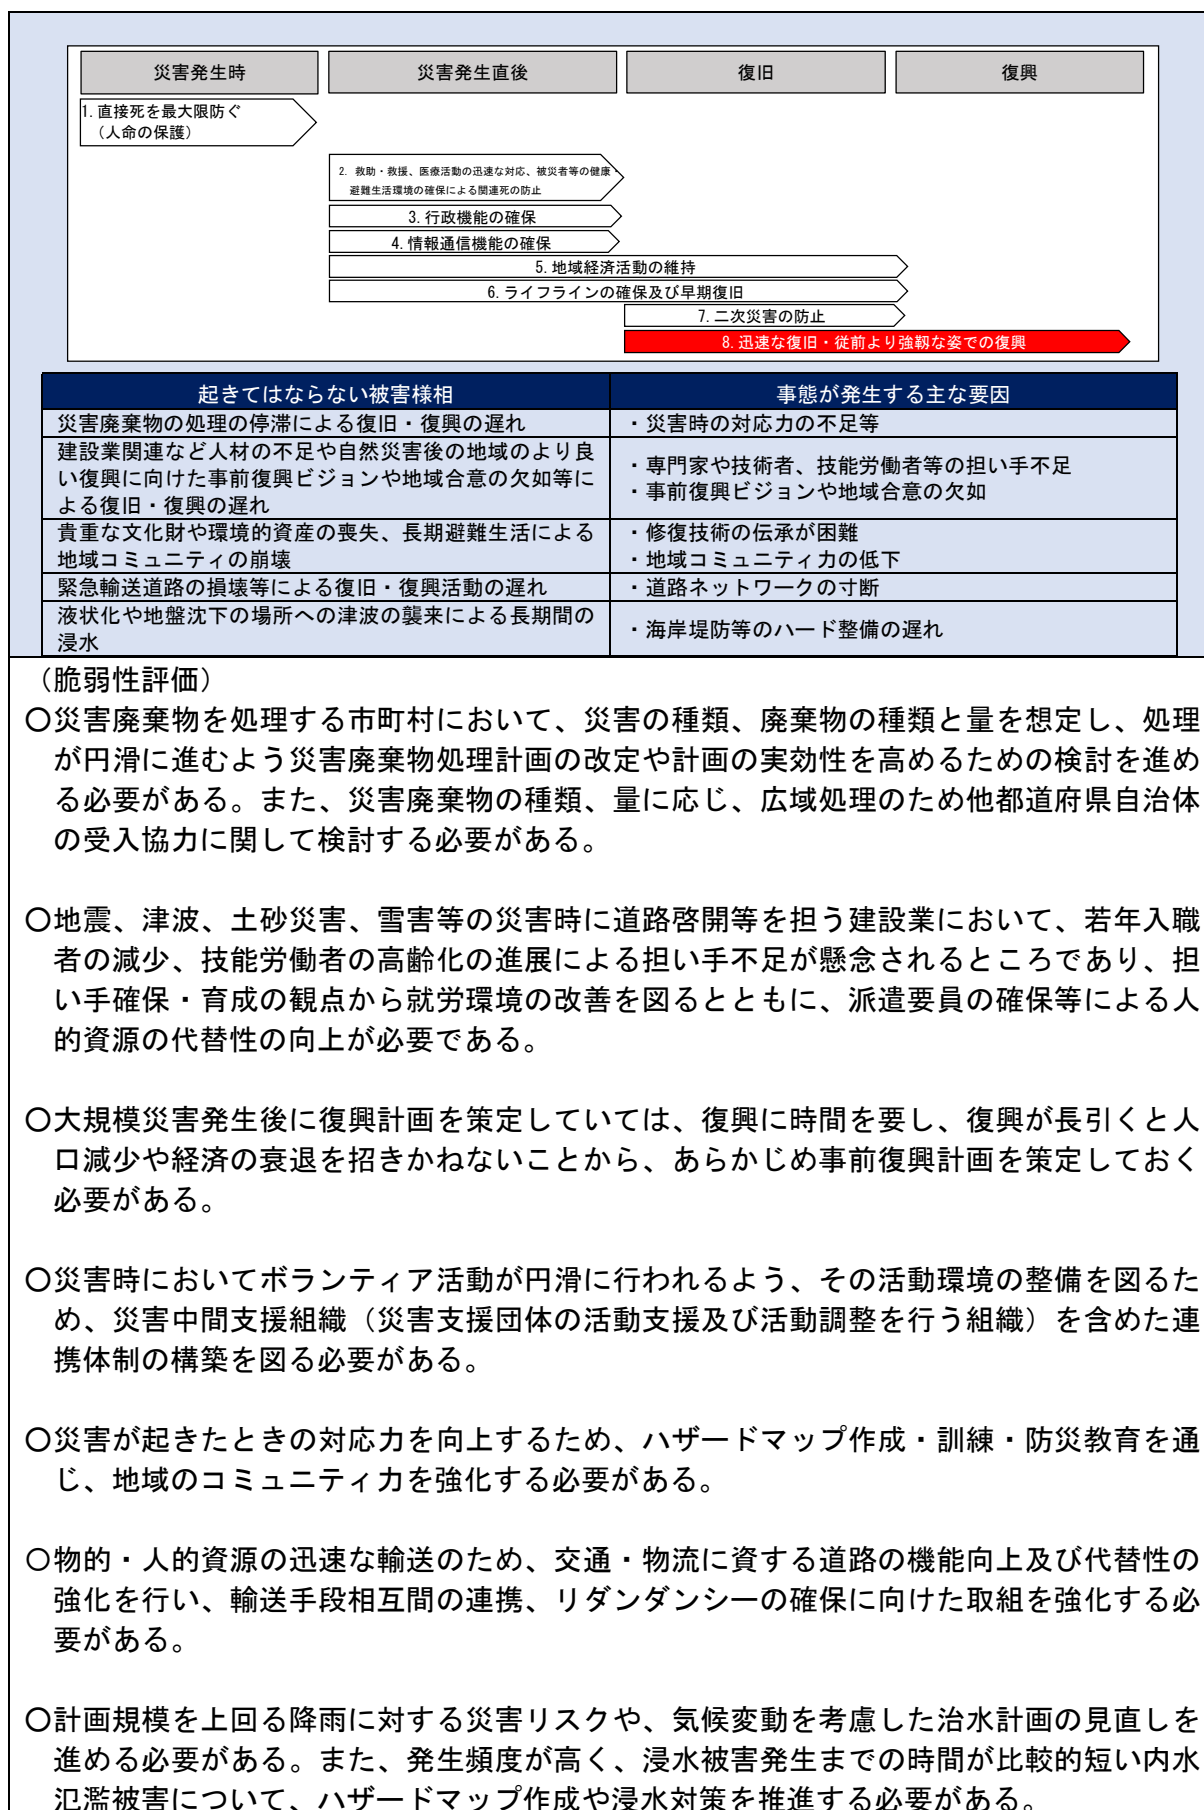 災害発生時
災害発生直後
復旧
復興
1. 直接死を最大限防ぐ
（人命の保護）
2. 救助・救援、医療活動の迅速な対応、被災者等の健康・
避難生活環境の確保による関連死の防止
3. 行政機能の確保
4. 情報通信機能の確保
5. 地域経済活動の維持
6. ライフラインの確保及び早期復旧
7. 二次災害の防止
8. 迅速な復旧・従前より強靱な姿での復興
起きてはならない被害様相
事態が発生する主な要因
災害廃棄物の処理の停滞による復旧・復興の遅れ
・災害時の対応力の不足等
建設業関連など人材の不足や自然災害後の地域のより良
い復興に向けた事前復興ビジョンや地域合意の欠如等に
よる復旧・復興の遅れ
・専門家や技術者、技能労働者等の担い手不足
・事前復興ビジョンや地域合意の欠如
貴重な文化財や環境的資産の喪失、長期避難生活による
地域コミュニティの崩壊
・修復技術の伝承が困難
・地域コミュニティ力の低下
緊急輸送道路の損壊等による復旧・復興活動の遅れ
・道路ネットワークの寸断
液状化や地盤沈下の場所への津波の襲来による長期間の
浸水
・海岸堤防等のハード整備の遅れ
（脆弱性評価）
〇災害廃棄物を処理する市町村において、災害の種類、廃棄物の種類と量を想定し、処理
が円滑に進むよう災害廃棄物処理計画の改定や計画の実効性を高めるための検討を進め
る必要がある。また、災害廃棄物の種類、量に応じ、広域処理のため他都道府県自治体
の受入協力に関して検討する必要がある。
〇地震、津波、土砂災害、雪害等の災害時に道路啓開等を担う建設業において、若年入職
者の減少、技能労働者の高齢化の進展による担い手不足が懸念されるところであり、担
い手確保・育成の観点から就労環境の改善を図るとともに、派遣要員の確保等による人
的資源の代替性の向上が必要である。
〇大規模災害発生後に復興計画を策定していては、復興に時間を要し、復興が長引くと人
口減少や経済の衰退を招きかねないことから、あらかじめ事前復興計画を策定しておく
必要がある。
〇災害時においてボランティア活動が円滑に行われるよう、その活動環境の整備を図るた
め、災害中間支援組織（災害支援団体の活動支援及び活動調整を行う組織）を含めた連
携体制の構築を図る必要がある。
〇災害が起きたときの対応力を向上するため、ハザードマップ作成・訓練・防災教育を通
じ、地域のコミュニティ力を強化する必要がある。
〇物的・人的資源の迅速な輸送のため、交通・物流に資する道路の機能向上及び代替性の
強化を行い、輸送手段相互間の連携、リダンダンシーの確保に向けた取組を強化する必
要がある。
〇計画規模を上回る降雨に対する災害リスクや、気候変動を考慮した治水計画の見直しを
進める必要がある。また、発生頻度が高く、浸水被害発生までの時間が比較的短い内水
氾濫被害について、ハザードマップ作成や浸水対策を推進する必要がある。